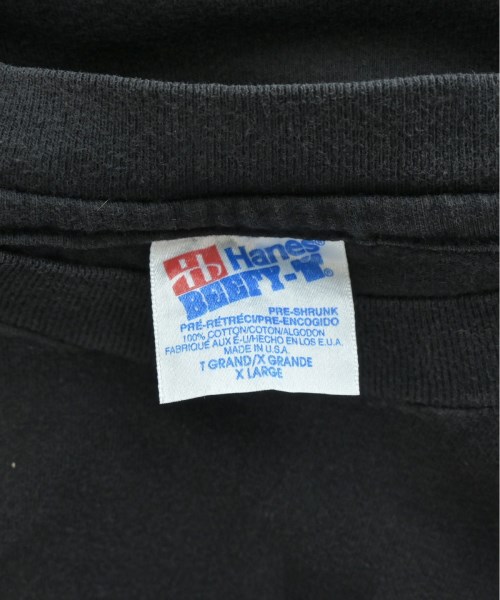 H Hanes®
BEEFY-T®
PRE-SHRUNK
PRÉ-RÉTRÉCI/PRE-ENCOGIDO
100% COTTON/COTON/ALGODON
FABRIQUE AUX É-U/HECHO EN LOS E.U.A.
MADE IN U.S.A.
T GRAND/X GRANDE
X LARGE